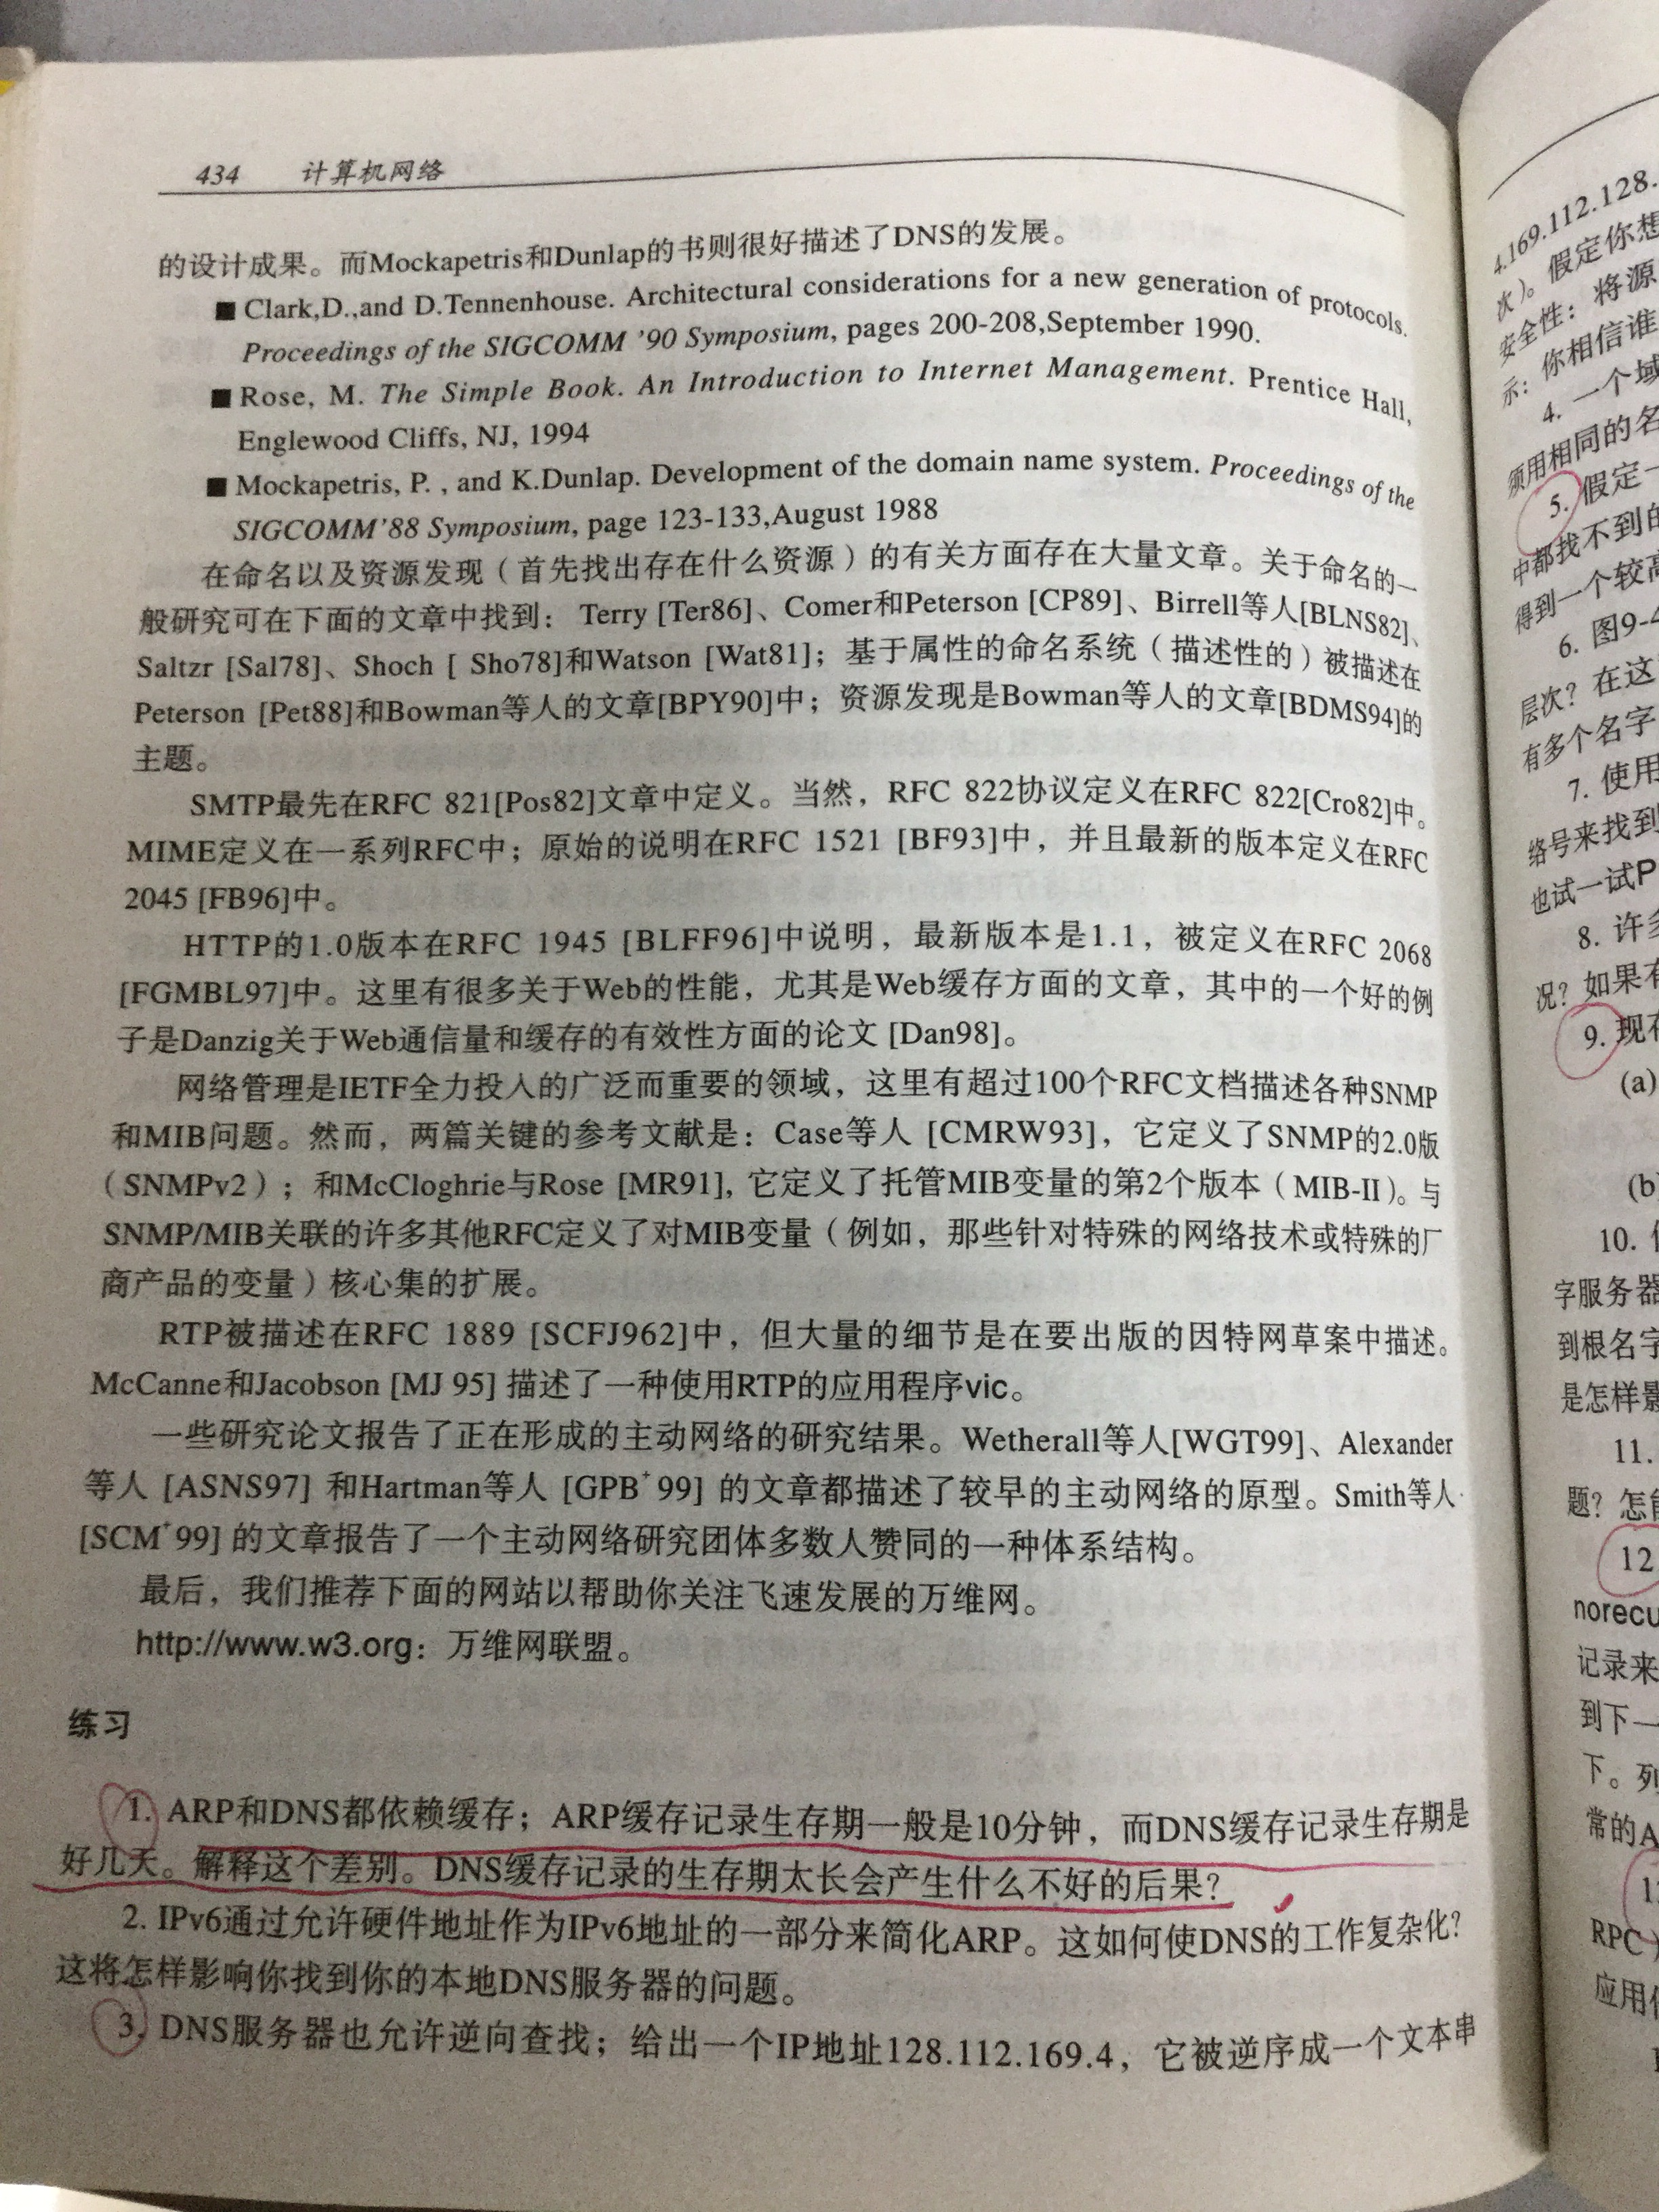 434 计算机网络
的设计成果。而Mockapetris和Dunlap的书则很好描述了DNS的发展。
■ Clark,D.,and D.Tennenhouse. Architectural considerations for a new generation of protocols.
Proceedings of the SIGCOMM '90 Symposium, pages 200-208,September 1990.
■ Rose, M. The Simple Book. An Introduction to Internet Management. Prentice Hall,
Englewood Cliffs, NJ, 1994
■ Mockapetris, P. , and K.Dunlap. Development of the domain name system. Proceedings of the
SIGCOMM'88 Symposium, page 123-133,August 1988
在命名以及资源发现（首先找出存在什么资源）的有关方面存在大量文章。关于命名的一
般研究可在下面的文章中找到： Terry [Ter86]、Comer和Peterson [CP89]、Birrell等人[BLNS82]、
Saltzr [Sal78]、Shoch [ Sho78]和Watson [Wat81]；基于属性的命名系统（描述性的）被描述在
Peterson [Pet88]和Bowman等人的文章[BPY90]中；资源发现是Bowman等人的文章[BDMS94]的
主题。
SMTP最先在RFC 821[Pos82]文章中定义。当然，RFC 822协议定义在RFC 822[Cro82]中。
MIME定义在一系列RFC中；原始的说明在RFC 1521 [BF93]中，并且最新的版本定义在RFC
2045 [FB96]中。
HTTP的1.0版本在RFC 1945 [BLFF96]中说明，最新版本是1.1，被定义在RFC 2068
[FGMBL97]中。这里有很多关于Web的性能，尤其是Web缓存方面的文章，其中的一个好的例
子是Danzig关于Web通信量和缓存的有效性方面的论文 [Dan98]。
网络管理是IETF全力投入的广泛而重要的领域，这里有超过100个RFC文档描述各种SNMP
和MIB问题。然而，两篇关键的参考文献是：Case等人 [CMRW93]，它定义了SNMP的2.0版
（SNMPv2）；和McCloghrie与Rose [MR91], 它定义了托管MIB变量的第2个版本（MIB-II）。与
SNMP/MIB关联的许多其他RFC定义了对MIB变量（例如，那些针对特殊的网络技术或特殊的厂
商产品的变量）核心集的扩展。
RTP被描述在RFC 1889 [SCFJ962]中，但大量的细节是在要出版的因特网草案中描述。
McCanne和Jacobson [MJ 95] 描述了一种使用RTP的应用程序vic。
一些研究论文报告了正在形成的主动网络的研究结果。Wetherall等人[WGT99]、Alexander
等人 [ASNS97] 和Hartman等人 [GPB+99] 的文章都描述了较早的主动网络的原型。Smith等人
[SCM+99] 的文章报告了一个主动网络研究团体多数人赞同的一种体系结构。
最后，我们推荐下面的网站以帮助你关注飞速发展的万维网。
http://www.w3.org：万维网联盟。
练习
1. ARP和DNS都依赖缓存；ARP缓存记录生存期一般是10分钟，而DNS缓存记录生存期是
好几天。解释这个差别。DNS缓存记录的生存期太长会产生什么不好的后果？
2. IPv6通过允许硬件地址作为IPv6地址的一部分来简化ARP。这如何使DNS的工作复杂化？
这将怎样影响你找到你的本地DNS服务器的问题。
3. DNS服务器也允许逆向查找；给出一个IP地址128.112.169.4，它被逆序成一个文本串
4.169.112.128.
次）。假定你想
安全性：将源
示：你相信谁
4. 一个域
须用相同的名
5. 假定一
中都找不到的
得到一个较高
6. 图9-4
层次？在这
有多个名字
7. 使用
络号来找到
也试一试P
8. 许多
况？如果有
9. 现在
(a)
(b)
10.
字服务器
到根名字
是怎样影
11.
题？怎能
12
norecu
记录来
到下一
下。列
常的A
RPC）
应用